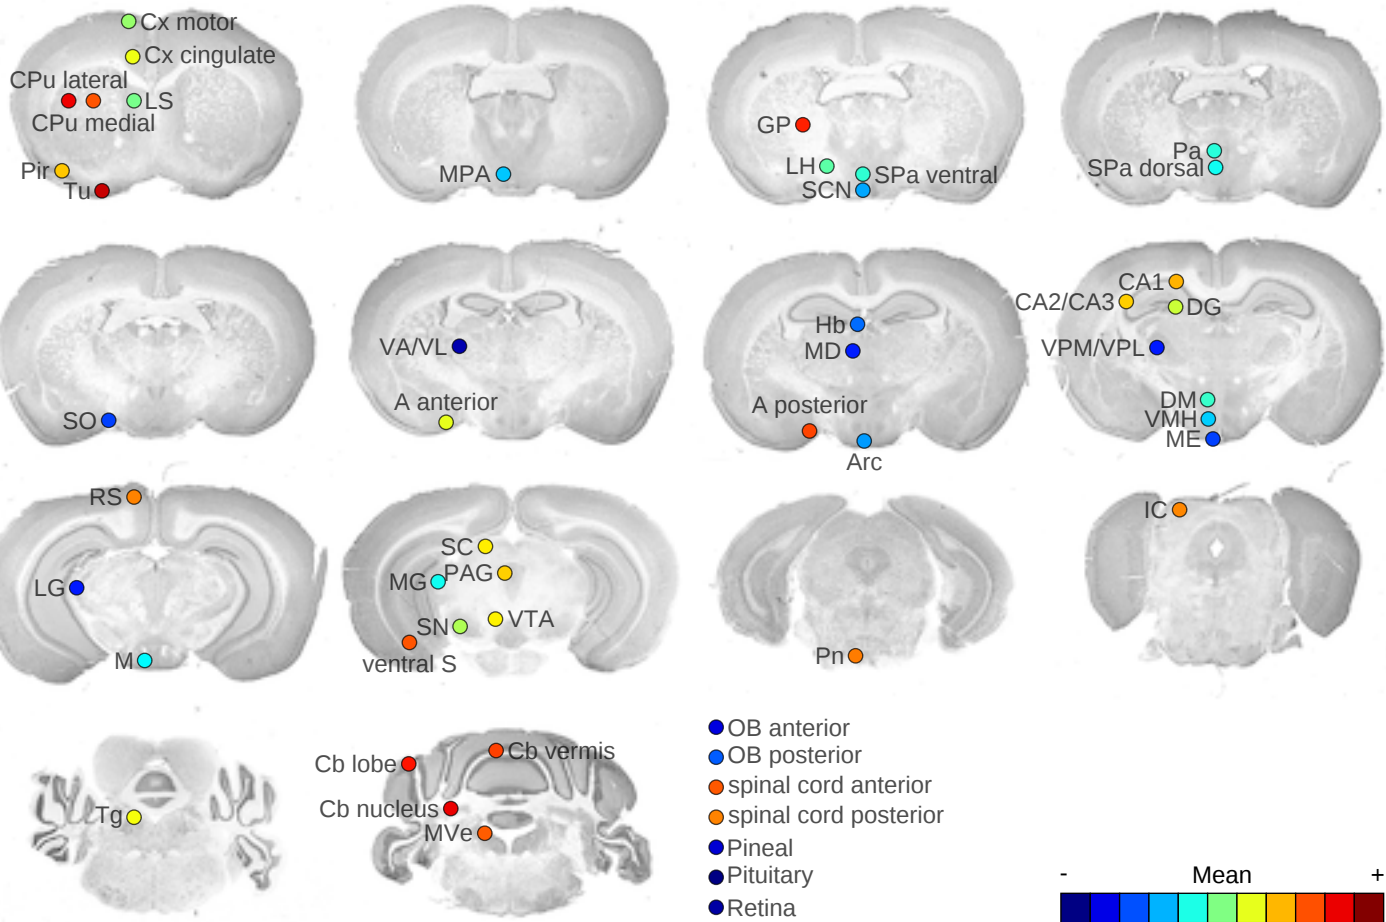 Cx motor
Cx cingulate
CPu lateral
LS
CPu medial
Pir
Tu
MPA
GP
LH
SPa ventral
SCN
Pa
SPa dorsal
SO
VA/VL
A anterior
Hb
MD
A posterior
Arc
CA1
CA2/CA3
DG
VPM/VPL
DM
VMH
ME
RS
LG
M
SC
MG
PAG
SN
VTA
ventral S
Pn
IC
Tg
Cb lobe
Cb vermis
Cb nucleus
MVe
OB anterior
OB posterior
spinal cord anterior
spinal cord posterior
Pineal
Pituitary
Retina
- Mean +